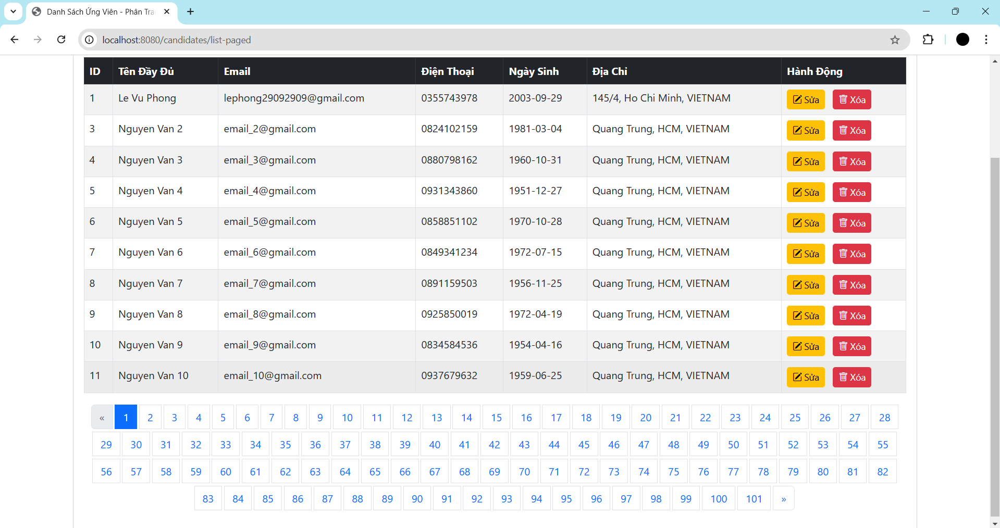 Danh Sách Ứng Viên - Phân Tra
localhost:8080/candidates/list-paged
ID Tên Đầy Đủ Email Điện Thoại Ngày Sinh Địa Chỉ Hành Động
1 Le Vu Phong lephong29092909@gmail.com 0355743978 2003-09-29 145/4, Ho Chi Minh, VIETNAM Sửa Xóa
3 Nguyen Van 2 email_2@gmail.com 0824102159 1981-03-04 Quang Trung, HCM, VIETNAM Sửa Xóa
4 Nguyen Van 3 email_3@gmail.com 0880798162 1960-10-31 Quang Trung, HCM, VIETNAM Sửa Xóa
5 Nguyen Van 4 email_4@gmail.com 0931343860 1951-12-27 Quang Trung, HCM, VIETNAM Sửa Xóa
6 Nguyen Van 5 email_5@gmail.com 0858851102 1970-10-28 Quang Trung, HCM, VIETNAM Sửa Xóa
7 Nguyen Van 6 email_6@gmail.com 0849341234 1972-07-15 Quang Trung, HCM, VIETNAM Sửa Xóa
8 Nguyen Van 7 email_7@gmail.com 0891159503 1956-11-25 Quang Trung, HCM, VIETNAM Sửa Xóa
9 Nguyen Van 8 email_8@gmail.com 0925850019 1972-04-19 Quang Trung, HCM, VIETNAM Sửa Xóa
10 Nguyen Van 9 email_9@gmail.com 0834584536 1954-04-16 Quang Trung, HCM, VIETNAM Sửa Xóa
11 Nguyen Van 10 email_10@gmail.com 0937679632 1959-06-25 Quang Trung, HCM, VIETNAM Sửa Xóa
« 1 2 3 4 5 6 7 8 9 10 11 12 13 14 15 16 17 18 19 20 21 22 23 24 25 26 27 28
29 30 31 32 33 34 35 36 37 38 39 40 41 42 43 44 45 46 47 48 49 50 51 52 53 54 55
56 57 58 59 60 61 62 63 64 65 66 67 68 69 70 71 72 73 74 75 76 77 78 79 80 81 82
83 84 85 86 87 88 89 90 91 92 93 94 95 96 97 98 99 100 101 »